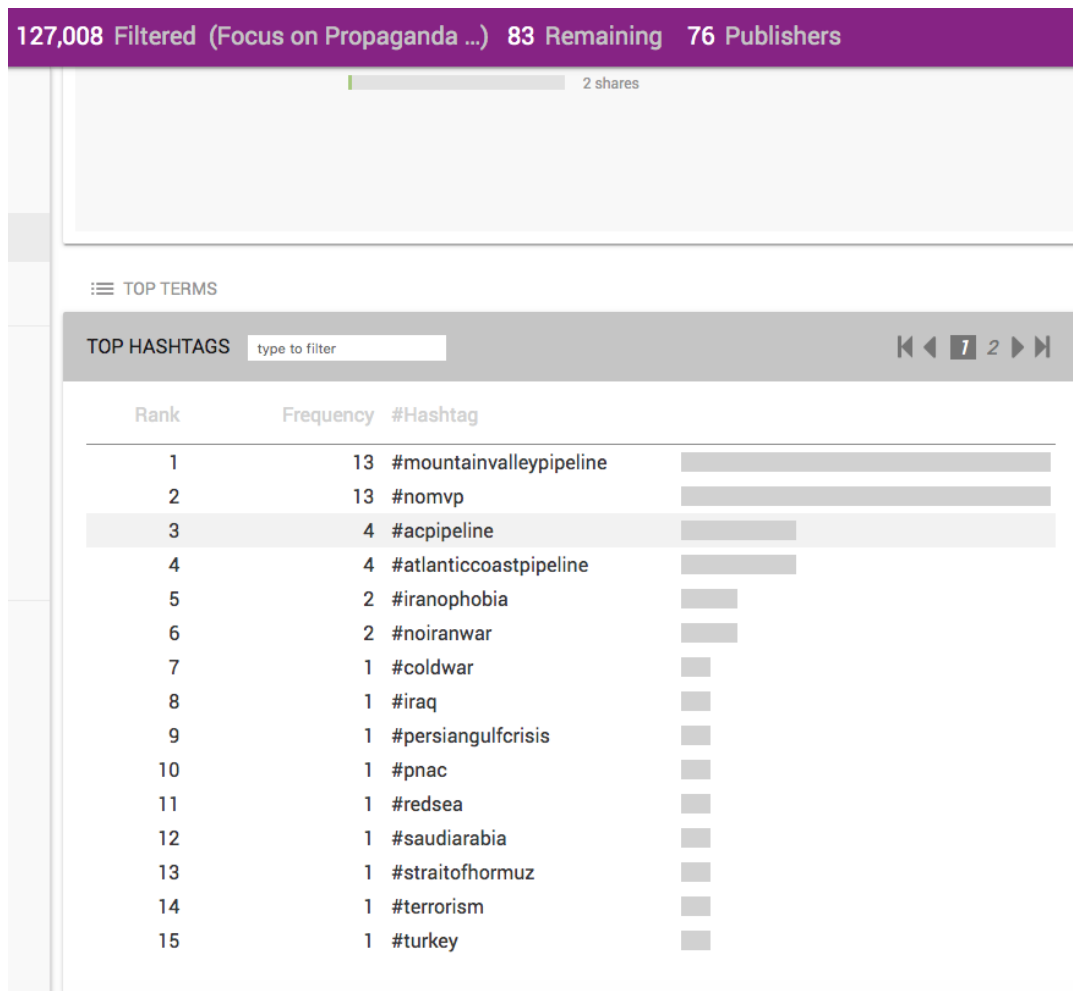 127,008 Filtered (Focus on Propaganda ...) 83 Remaining 76 Publishers
2 shares
TOP TERMS
TOP HASHTAGS type to filter 1 2
Rank Frequency #Hashtag
1 13 #mountainvalleypipeline
2 13 #nomvp
3 4 #acpipeline
4 4 #atlanticcoastpipeline
5 2 #iranophobia
6 2 #noiranwar
7 1 #coldwar
8 1 #iraq
9 1 #persiangulfcrisis
10 1 #pnac
11 1 #redsea
12 1 #saudiarabia
13 1 #straitofhormuz
14 1 #terrorism
15 1 #turkey